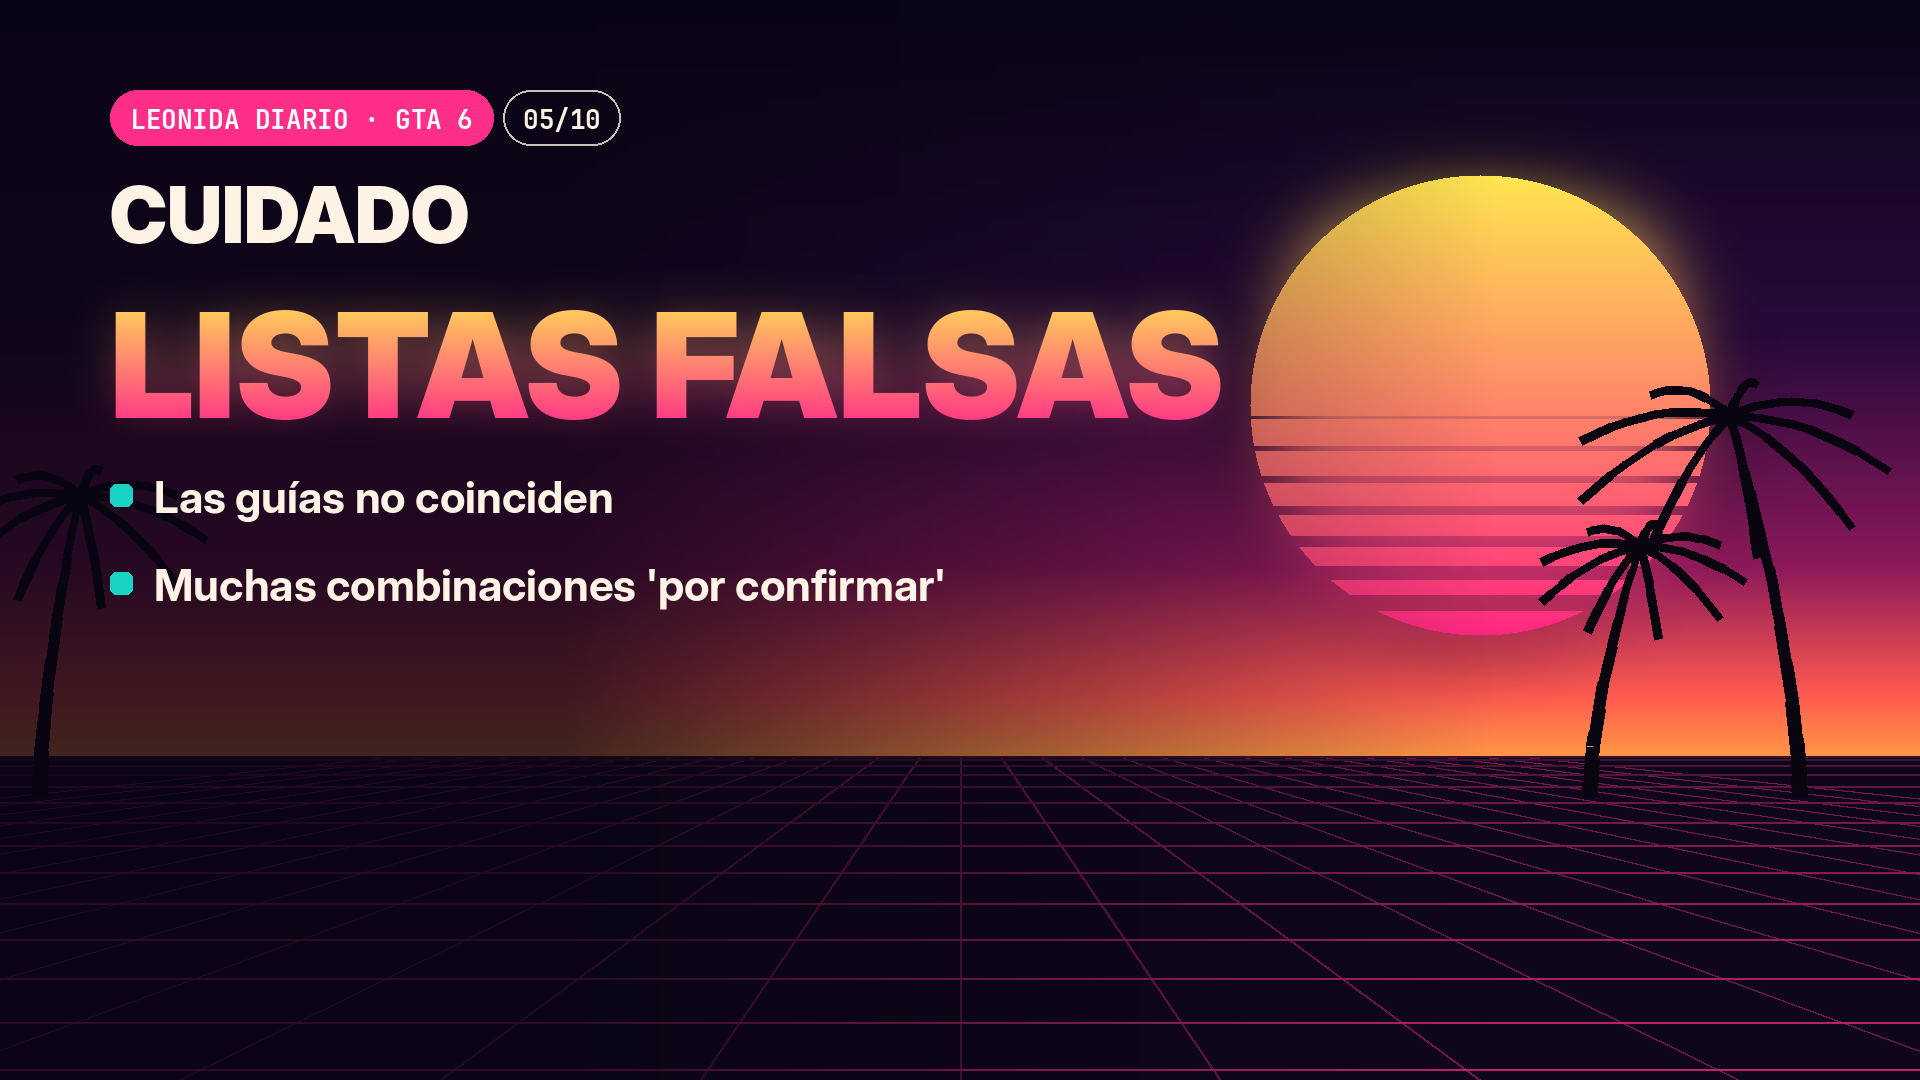 LEONIDA DIARIO · GTA 6 05/10
CUIDADO
LISTAS FALSAS
Las guías no coinciden
Muchas combinaciones 'por confirmar'